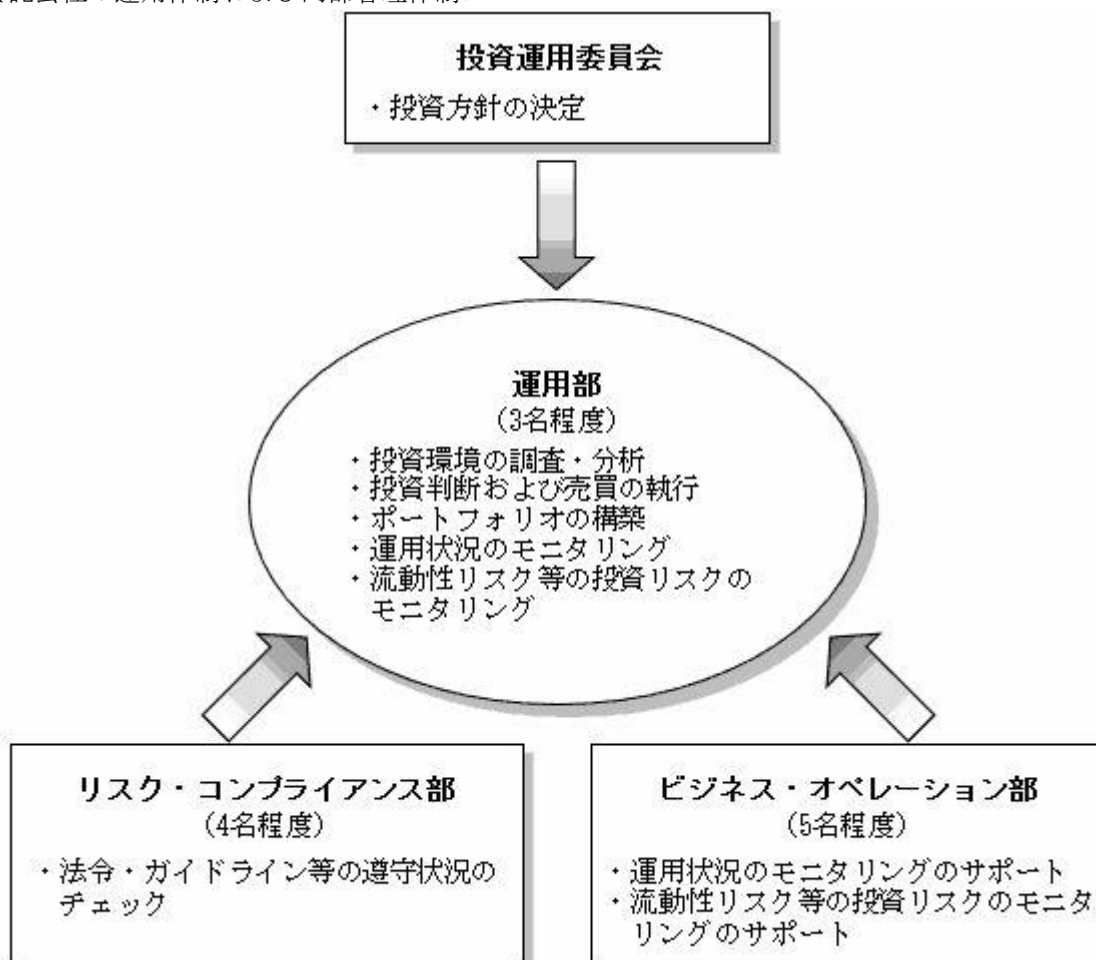 投資運用委員会
・投資方針の決定
運用部
(3名程度)
・投資環境の調査・分析
・投資判断および売買の執行
・ポートフォリオの構築
・運用状況のモニタリング
・流動性リスク等の投資リスクの
モニタリング
リスク・コンプライアンス部
(4名程度)
・法令・ガイドライン等の遵守状況の
チェック
ビジネス・オペレーション部
(5名程度)
・運用状況のモニタリングのサポート
・流動性リスク等の投資リスクのモニタ
リングのサポート